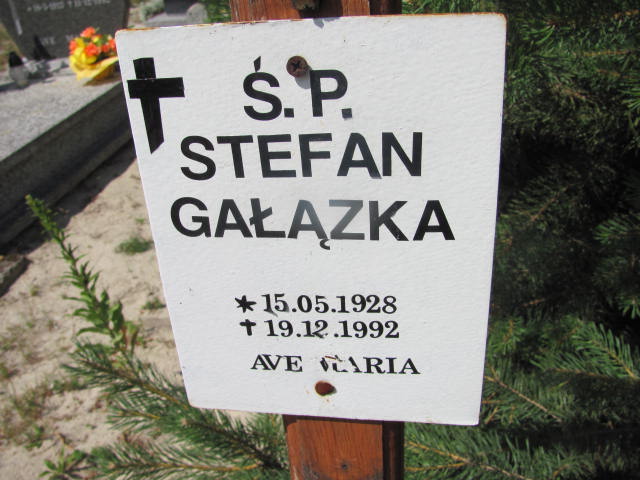 Ś.P.
STEFAN
GAŁĄZKA
* 15.05.1928
✝ 19.12.1992
AVE MARIA